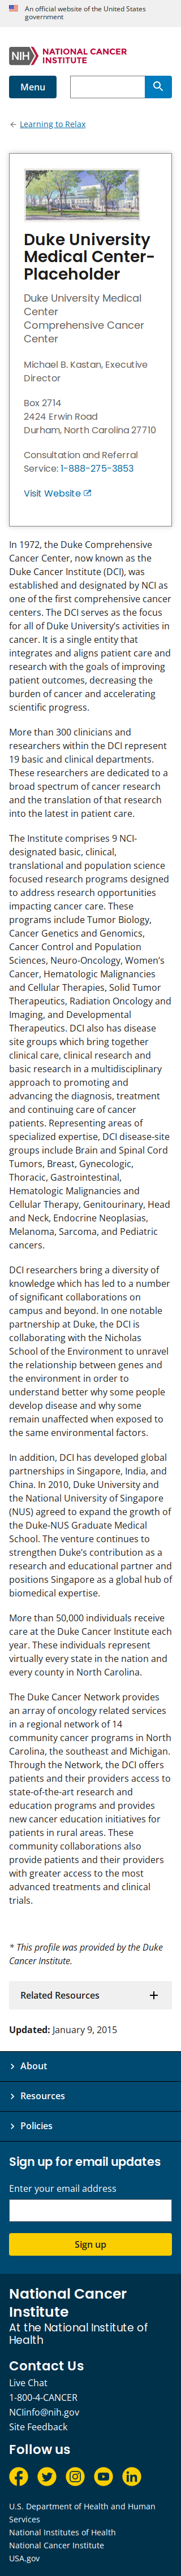 An official website of the United States
government
NIH NATIONAL CANCER
INSTITUTE
Menu
← Learning to Relax
Duke University
Medical Center-
Placeholder
Duke University Medical
Center
Comprehensive Cancer
Center
Michael B. Kastan, Executive
Director
Box 2714
2424 Erwin Road
Durham, North Carolina 27710
Consultation and Referral
Service: 1-888-275-3853
Visit Website
In 1972, the Duke Comprehensive
Cancer Center, now known as the
Duke Cancer Institute (DCI), was
established and designated by NCI as
one of the first comprehensive cancer
centers. The DCI serves as the focus
for all of Duke University’s activities in
cancer. It is a single entity that
integrates and aligns patient care and
research with the goals of improving
patient outcomes, decreasing the
burden of cancer and accelerating
scientific progress.
More than 300 clinicians and
researchers within the DCI represent
19 basic and clinical departments.
These researchers are dedicated to a
broad spectrum of cancer research
and the translation of that research
into the latest in patient care.
The Institute comprises 9 NCI-
designated basic, clinical,
translational and population science
focused research programs designed
to address research opportunities
impacting cancer care. These
programs include Tumor Biology,
Cancer Genetics and Genomics,
Cancer Control and Population
Sciences, Neuro-Oncology, Women’s
Cancer, Hematologic Malignancies
and Cellular Therapies, Solid Tumor
Therapeutics, Radiation Oncology and
Imaging, and Developmental
Therapeutics. DCI also has disease
site groups which bring together
clinical care, clinical research and
basic research in a multidisciplinary
approach to promoting and
advancing the diagnosis, treatment
and continuing care of cancer
patients. Representing areas of
specialized expertise, DCI disease-site
groups include Brain and Spinal Cord
Tumors, Breast, Gynecologic,
Thoracic, Gastrointestinal,
Hematologic Malignancies and
Cellular Therapy, Genitourinary, Head
and Neck, Endocrine Neoplasias,
Melanoma, Sarcoma, and Pediatric
cancers.
DCI researchers bring a diversity of
knowledge which has led to a number
of significant collaborations on
campus and beyond. In one notable
partnership at Duke, the DCI is
collaborating with the Nicholas
School of the Environment to unravel
the relationship between genes and
the environment in order to
understand better why some people
develop disease and why some
remain unaffected when exposed to
the same environmental factors.
In addition, DCI has developed global
partnerships in Singapore, India, and
China. In 2010, Duke University and
the National University of Singapore
(NUS) agreed to expand the growth of
the Duke-NUS Graduate Medical
School. The venture continues to
strengthen Duke’s contribution as a
research and educational partner and
positions Singapore as a global hub of
biomedical expertise.
More than 50,000 individuals receive
care at the Duke Cancer Institute each
year. These individuals represent
virtually every state in the nation and
every county in North Carolina.
The Duke Cancer Network provides
an array of oncology related services
in a regional network of 14
community cancer programs in North
Carolina, the southeast and Michigan.
Through the Network, the DCI offers
patients and their providers access to
state-of-the-art research and
education programs and provides
new cancer education initiatives for
patients in rural areas. These
community collaborations also
provide patients and their providers
with greater access to the most
advanced treatments and clinical
trials.
* This profile was provided by the Duke
Cancer Institute.
Related Resources +
Updated: January 9, 2015
About
Resources
Policies
Sign up for email updates
Enter your email address
Sign up
National Cancer
Institute
At the National Institute of
Health
Contact Us
Live Chat
1-800-4-CANCER
NCIinfo@nih.gov
Site Feedback
Follow us
U.S. Department of Health and Human
Services
National Institutes of Health
National Cancer Institute
USA.gov